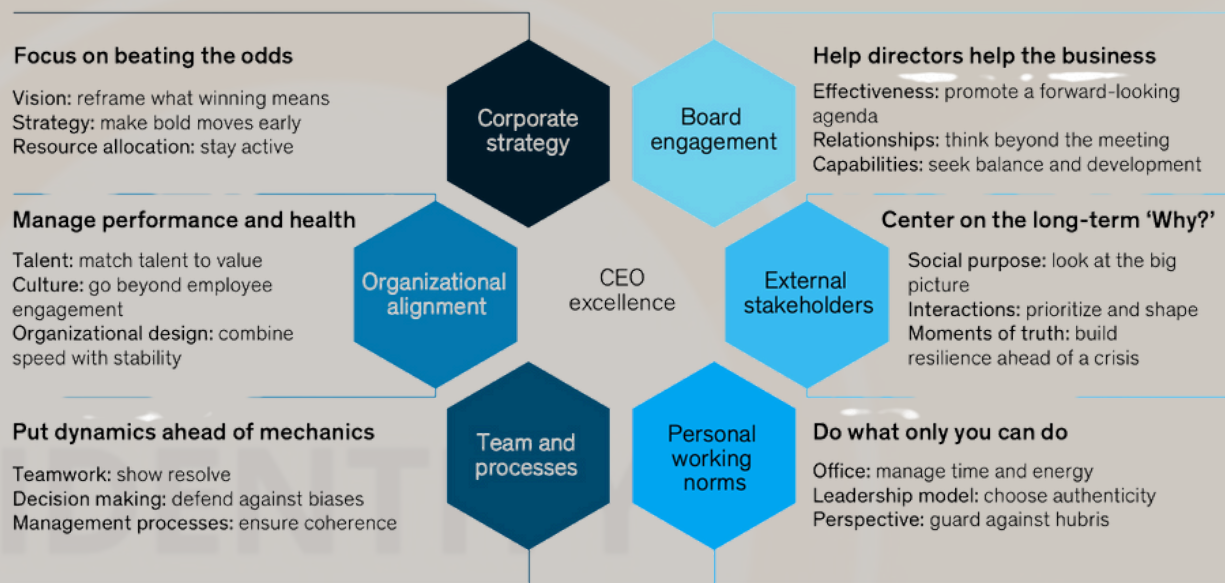 Focus on beating the odds
Vision: reframe what winning means
Strategy: make bold moves early
Resource allocation: stay active
Corporate
strategy
Board
engagement
Help directors help the business
Effectiveness: promote a forward-looking
agenda
Relationships: think beyond the meeting
Capabilities: seek balance and development
Manage performance and health
Talent: match talent to value
Culture: go beyond employee
engagement
Organizational design: combine
speed with stability
Organizational
alignment
CEO
excellence
External
stakeholders
Center on the long-term ‘Why?’
Social purpose: look at the big
picture
Interactions: prioritize and shape
Moments of truth: build
resilience ahead of a crisis
Put dynamics ahead of mechanics
Teamwork: show resolve
Decision making: defend against biases
Management processes: ensure coherence
Team and
processes
Personal
working
norms
Do what only you can do
Office: manage time and energy
Leadership model: choose authenticity
Perspective: guard against hubris
IDENTITY